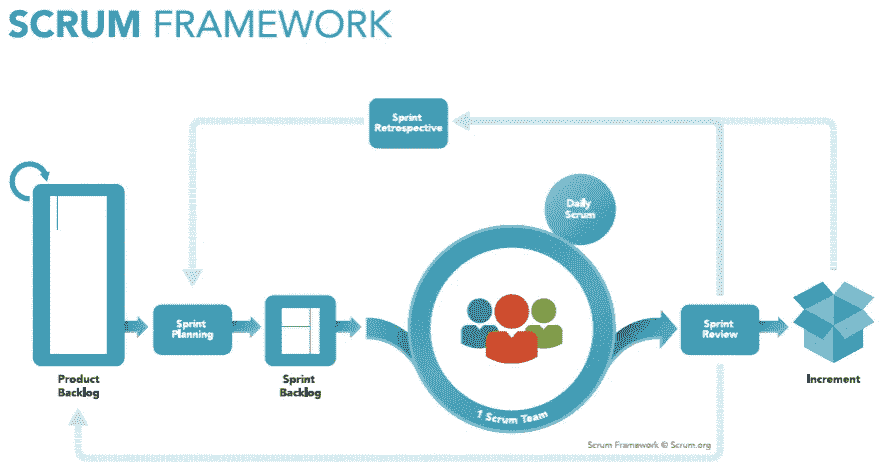 SCRUM FRAMEWORK
Sprint
Retrospective
Daily
Scrum
Sprint
Planning
Sprint
Review
Product
Backlog
Sprint
Backlog
1 Scrum Team
Increment
Scrum Framework © Scrum.org